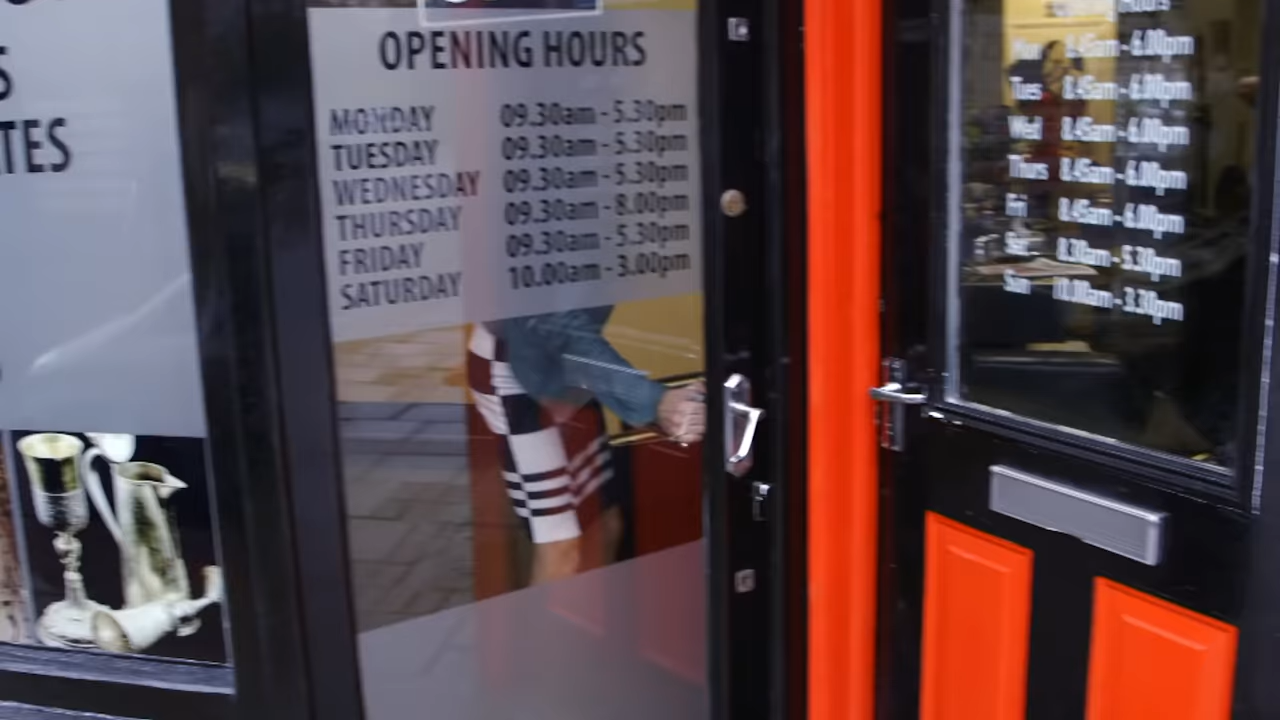 S
TES
OPENING HOURS
MONDAY 09.30am - 5.30pm
TUESDAY 09.30am - 5.30pm
WEDNESDAY 09.30am - 5.30pm
THURSDAY 09.30am - 8.00pm
FRIDAY 09.30am - 5.30pm
SATURDAY 10.00am - 3.00pm
Hours
Mon 8.45am - 6.00pm
Tues 8.45am - 6.00pm
Wed 8.45am - 6.00pm
Thurs 8.45am - 6.00pm
Fri 8.45am - 6.00pm
Sat 8.30am - 5.30pm
Sun 10.00am - 3.30pm